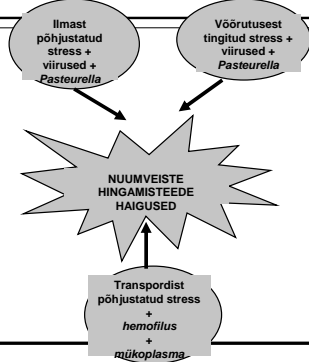 Ilmast
põhjustatud
stress +
viirused +
Pasteurella
Võõrutusest
tingitud stress +
viirused +
Pasteurella
NUUMVEISTE
HINGAMISTEEDE
HAIGUSED
Transpordist
põhjustatud stress
+
hemofilus
+
mükoplasma